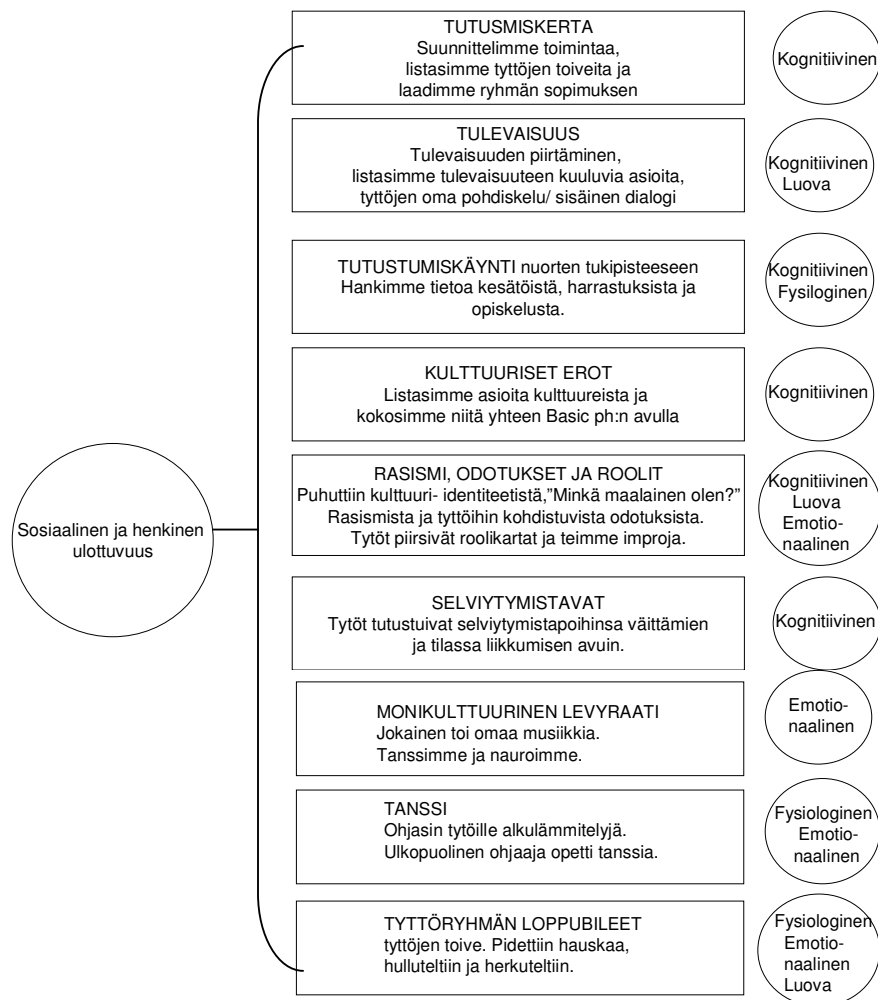 TUTUSMISKERTA
Suunnittelimme toimintaa,
listasimme tyttöjen toiveita ja
laadimme ryhmän sopimuksen
Kognitiivinen
TULEVAISUUS
Tulevaisuuden piirtäminen,
listasimme tulevaisuuteen kuuluvia asioita,
tyttöjen oma pohdiskelu/ sisäinen dialogi
Kognitiivinen
Luova
TUTUSTUMISKÄYNTI nuorten tukipisteeseen
Hankimme tietoa kesätöistä, harrastuksista ja
opiskelusta.
Kognitiivinen
Fysiloginen
KULTTUURISET EROT
Listasimme asioita kulttuureista ja
kokosimme niitä yhteen Basic ph:n avulla
Kognitiivinen
Sosiaalinen ja henkinen
ulottuvuus
RASISMI, ODOTUKSET JA ROOLIT
Puhuttiin kulttuuri- identiteetistä,”Minkä maalainen olen?”
Rasismista ja tyttöihin kohdistuvista odotuksista.
Tytöt piirsivät roolikartat ja teimme improja.
Kognitiivinen
Luova
Emotio-
naalinen
SELVIYTYMISTAVAT
Tytöt tutustuivat selviytymistapoihinsa väittämien
ja tilassa liikkumisen avuin.
Kognitiivinen
MONIKULTTUURINEN LEVYRAATI
Jokainen toi omaa musiikkia.
Tanssimme ja nauroimme.
Emotio-
naalinen
TANSSI
Ohjasin tytöille alkulämmitelyjä.
Ulkopuolinen ohjaaja opetti tanssia.
Fysiologinen
Emotio-
naalinen
TYTTÖRYHMÄN LOPPUBILEET
tyttöjen toive. Pidettiin hauskaa,
hulluteltiin ja herkuteltiin.
Fysiologinen
Emotio-
naalinen
Luova